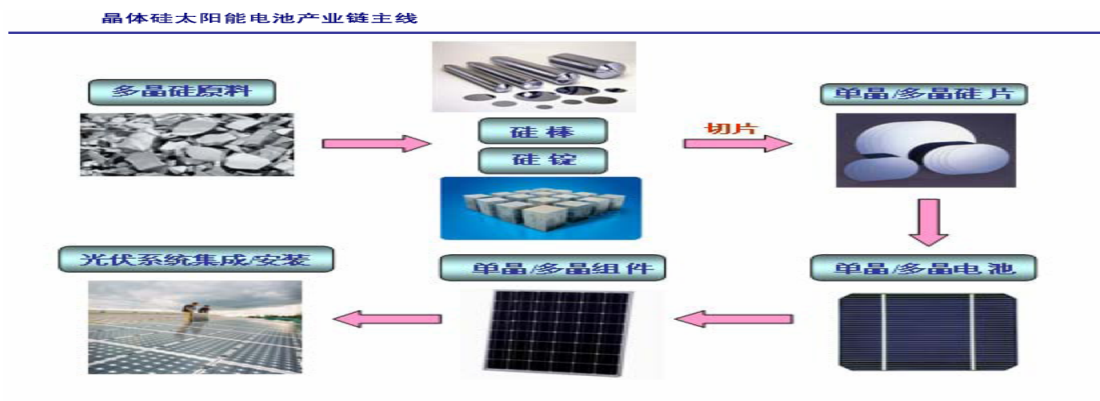 晶体硅太阳能电池产业链主线
多晶硅原料
硅棒
硅锭
切片
单晶/多晶硅片
单晶/多晶电池
单晶/多晶组件
光伏系统集成/安装